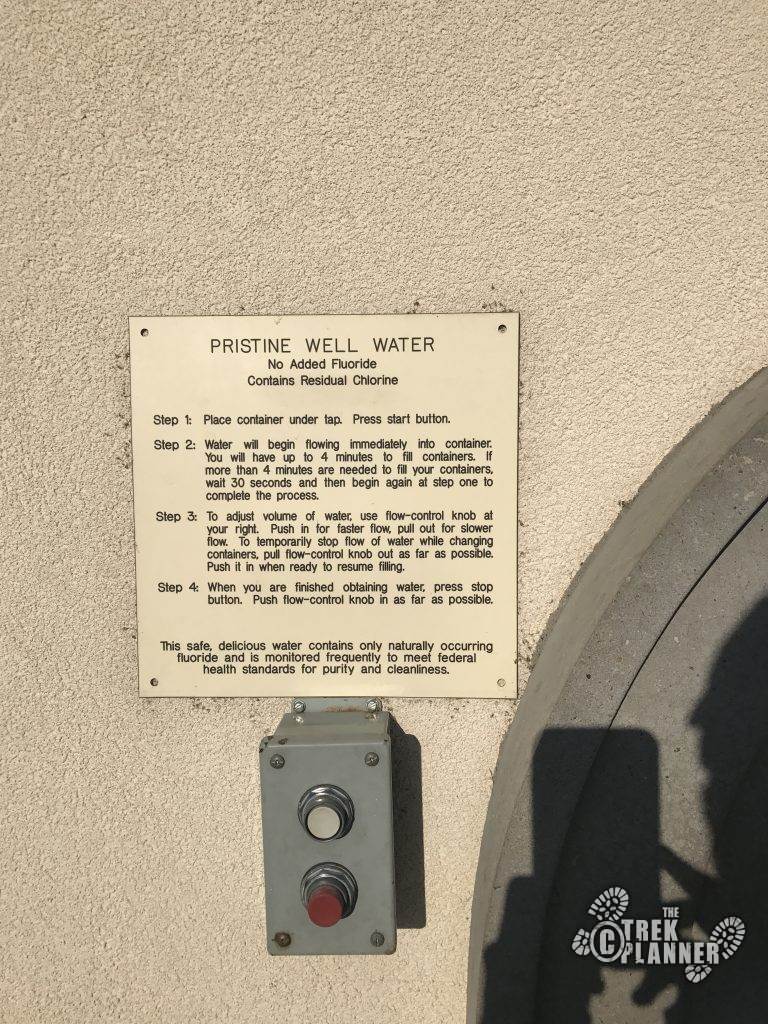 PRISTINE WELL WATER
No Added Fluoride
Contains Residual Chlorine
Step 1: Place container under tap. Press start button.
Step 2: Water will begin flowing immediately into container.
You will have up to 4 minutes to fill containers. If
more than 4 minutes are needed to fill your containers,
wait 30 seconds and then begin again at step one to
complete the process.
Step 3: To adjust volume of water, use flow-control knob at
your right. Push in for faster flow, pull out for slower
flow. To temporarily stop flow of water while changing
containers, pull flow-control knob out as far as possible.
Push it in when ready to resume filling.
Step 4: When you are finished obtaining water, press stop
button. Push flow-control knob in as far as possible.
This safe, delicious water contains only naturally occurring
fluoride and is monitored frequently to meet federal
health standards for purity and cleanliness.
THE
© TREK
PLANNER